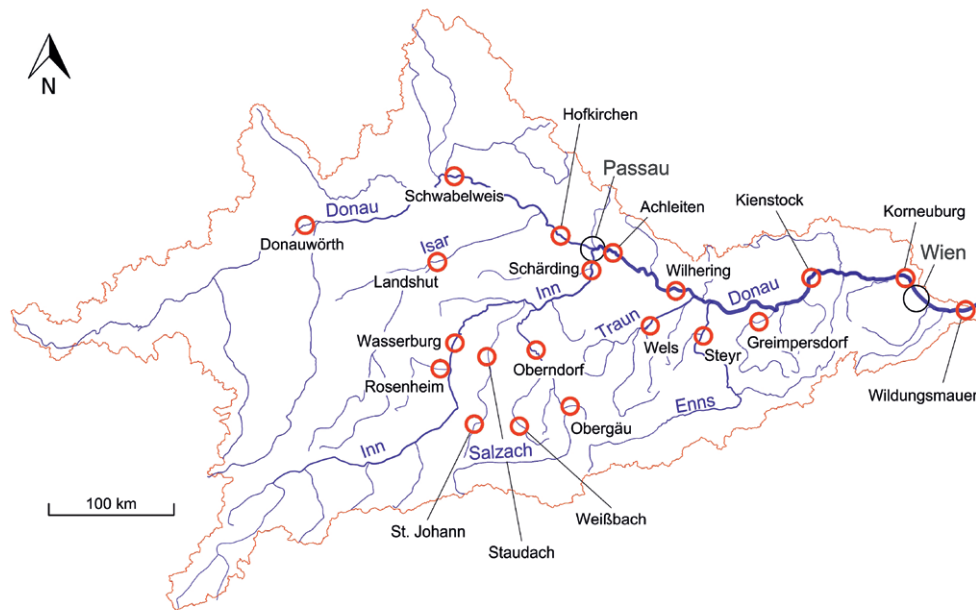 N
Hofkirchen
Passau
Schwabelweis
Achleiten
Kienstock
Korneuburg
Donau
Donauwörth
Isar
Wien
Landshut
Schärding
Wilhering
Inn
Donau
Traun
Wasserburg
Wels
Steyr
Greimpersdorf
Rosenheim
Oberndorf
Wildungsmauer
Enns
Obergäu
Inn
Salzach
100 km
St. Johann
Weißbach
Staudach